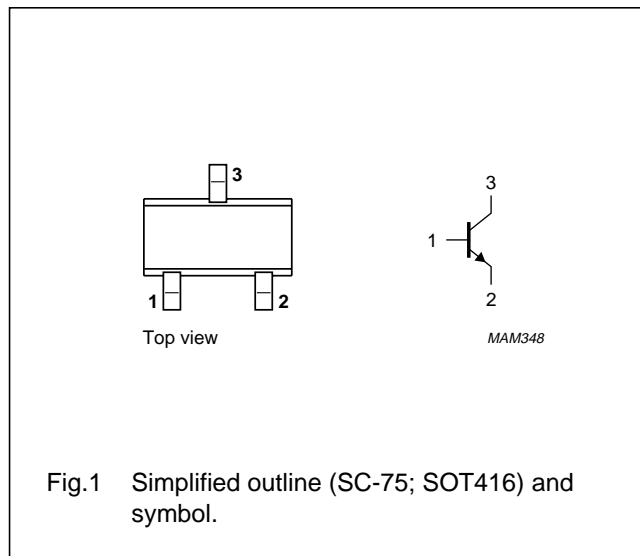 3
1
2
Top view
3
1
2
MAM348
Fig.1 Simplified outline (SC-75; SOT416) and
symbol.